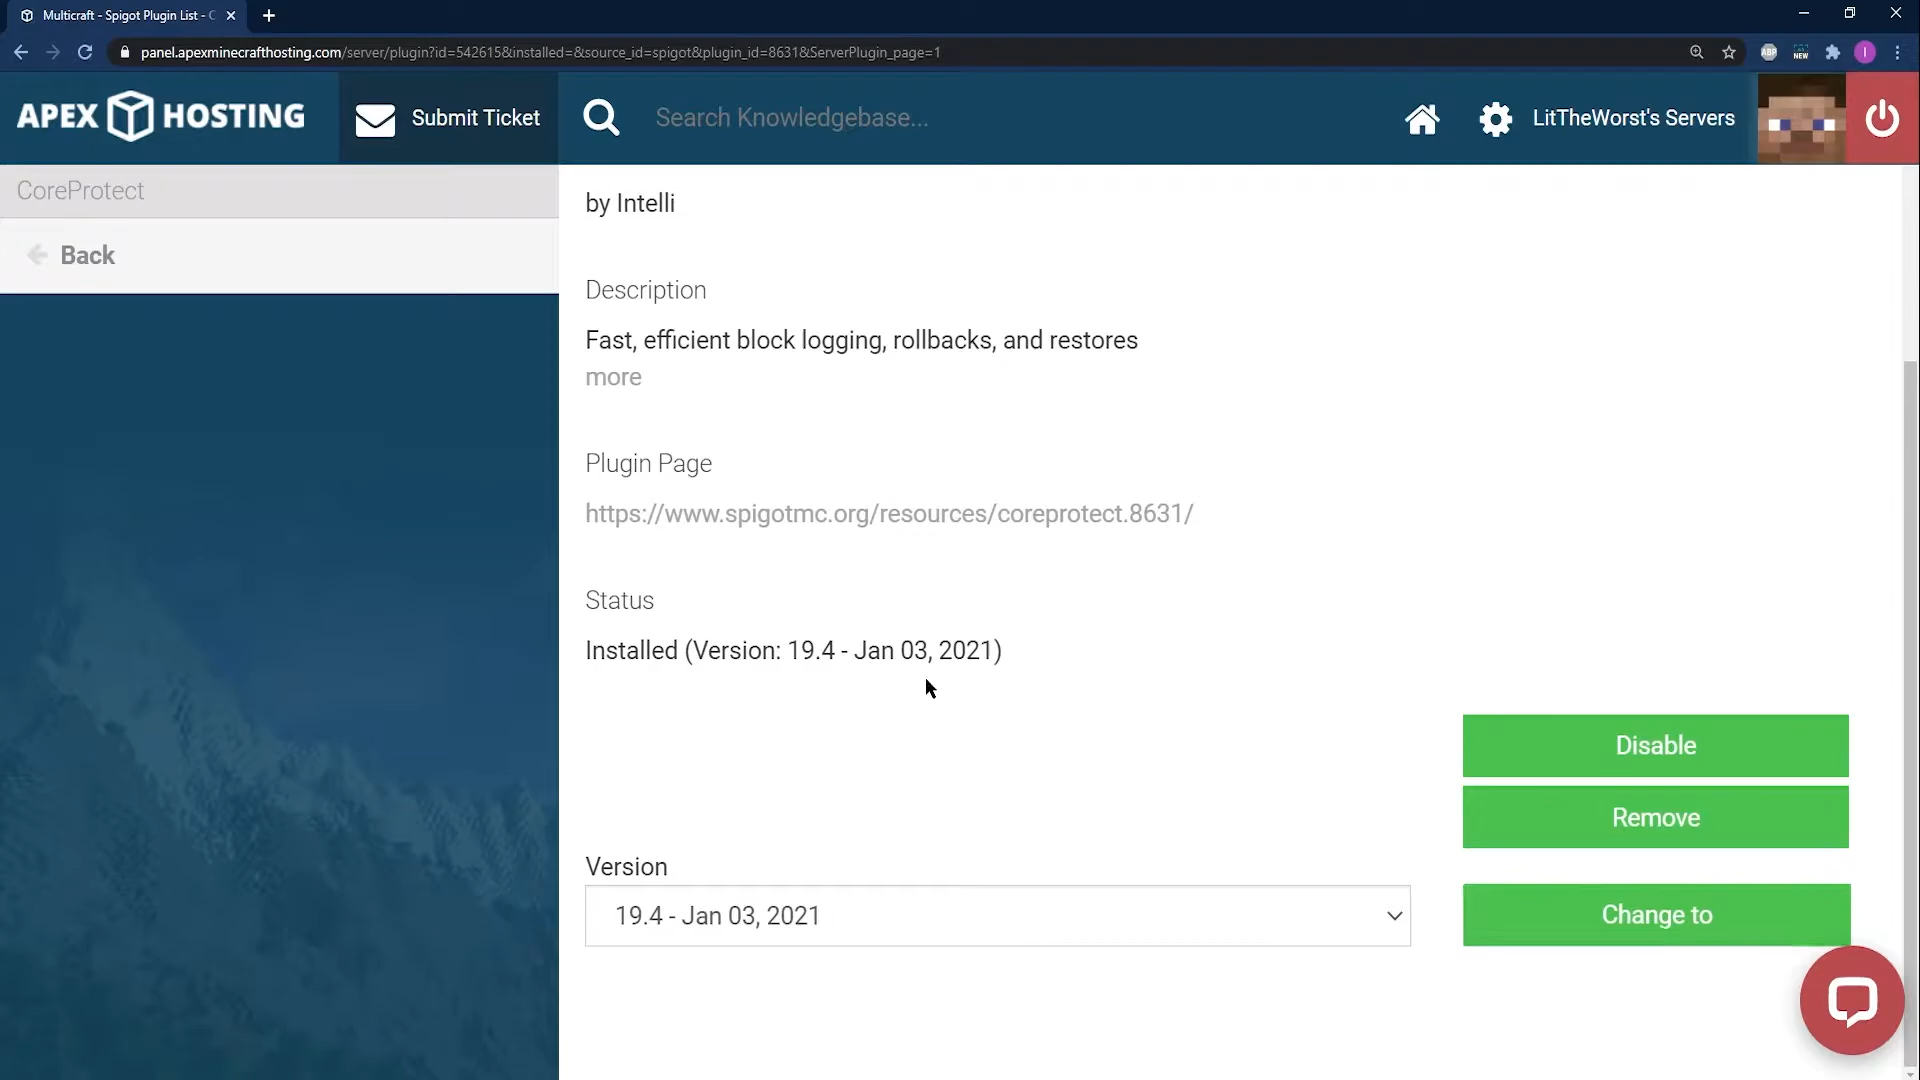 Multicraft - Spigot Plugin List - C
panel.apexminecrafthosting.com/server/plugin?id=542615&installed=&source_id=spigot&plugin_id=8631&ServerPlugin_page=1
ABP
NEW
I
APEX HOSTING
Submit Ticket
Search Knowledgebase...
LitTheWorst's Servers
CoreProtect
Back
by Intelli
Description
Fast, efficient block logging, rollbacks, and restores
more
Plugin Page
https://www.spigotmc.org/resources/coreprotect.8631/
Status
Installed (Version: 19.4 - Jan 03, 2021)
Disable
Remove
Version
19.4 - Jan 03, 2021
Change to